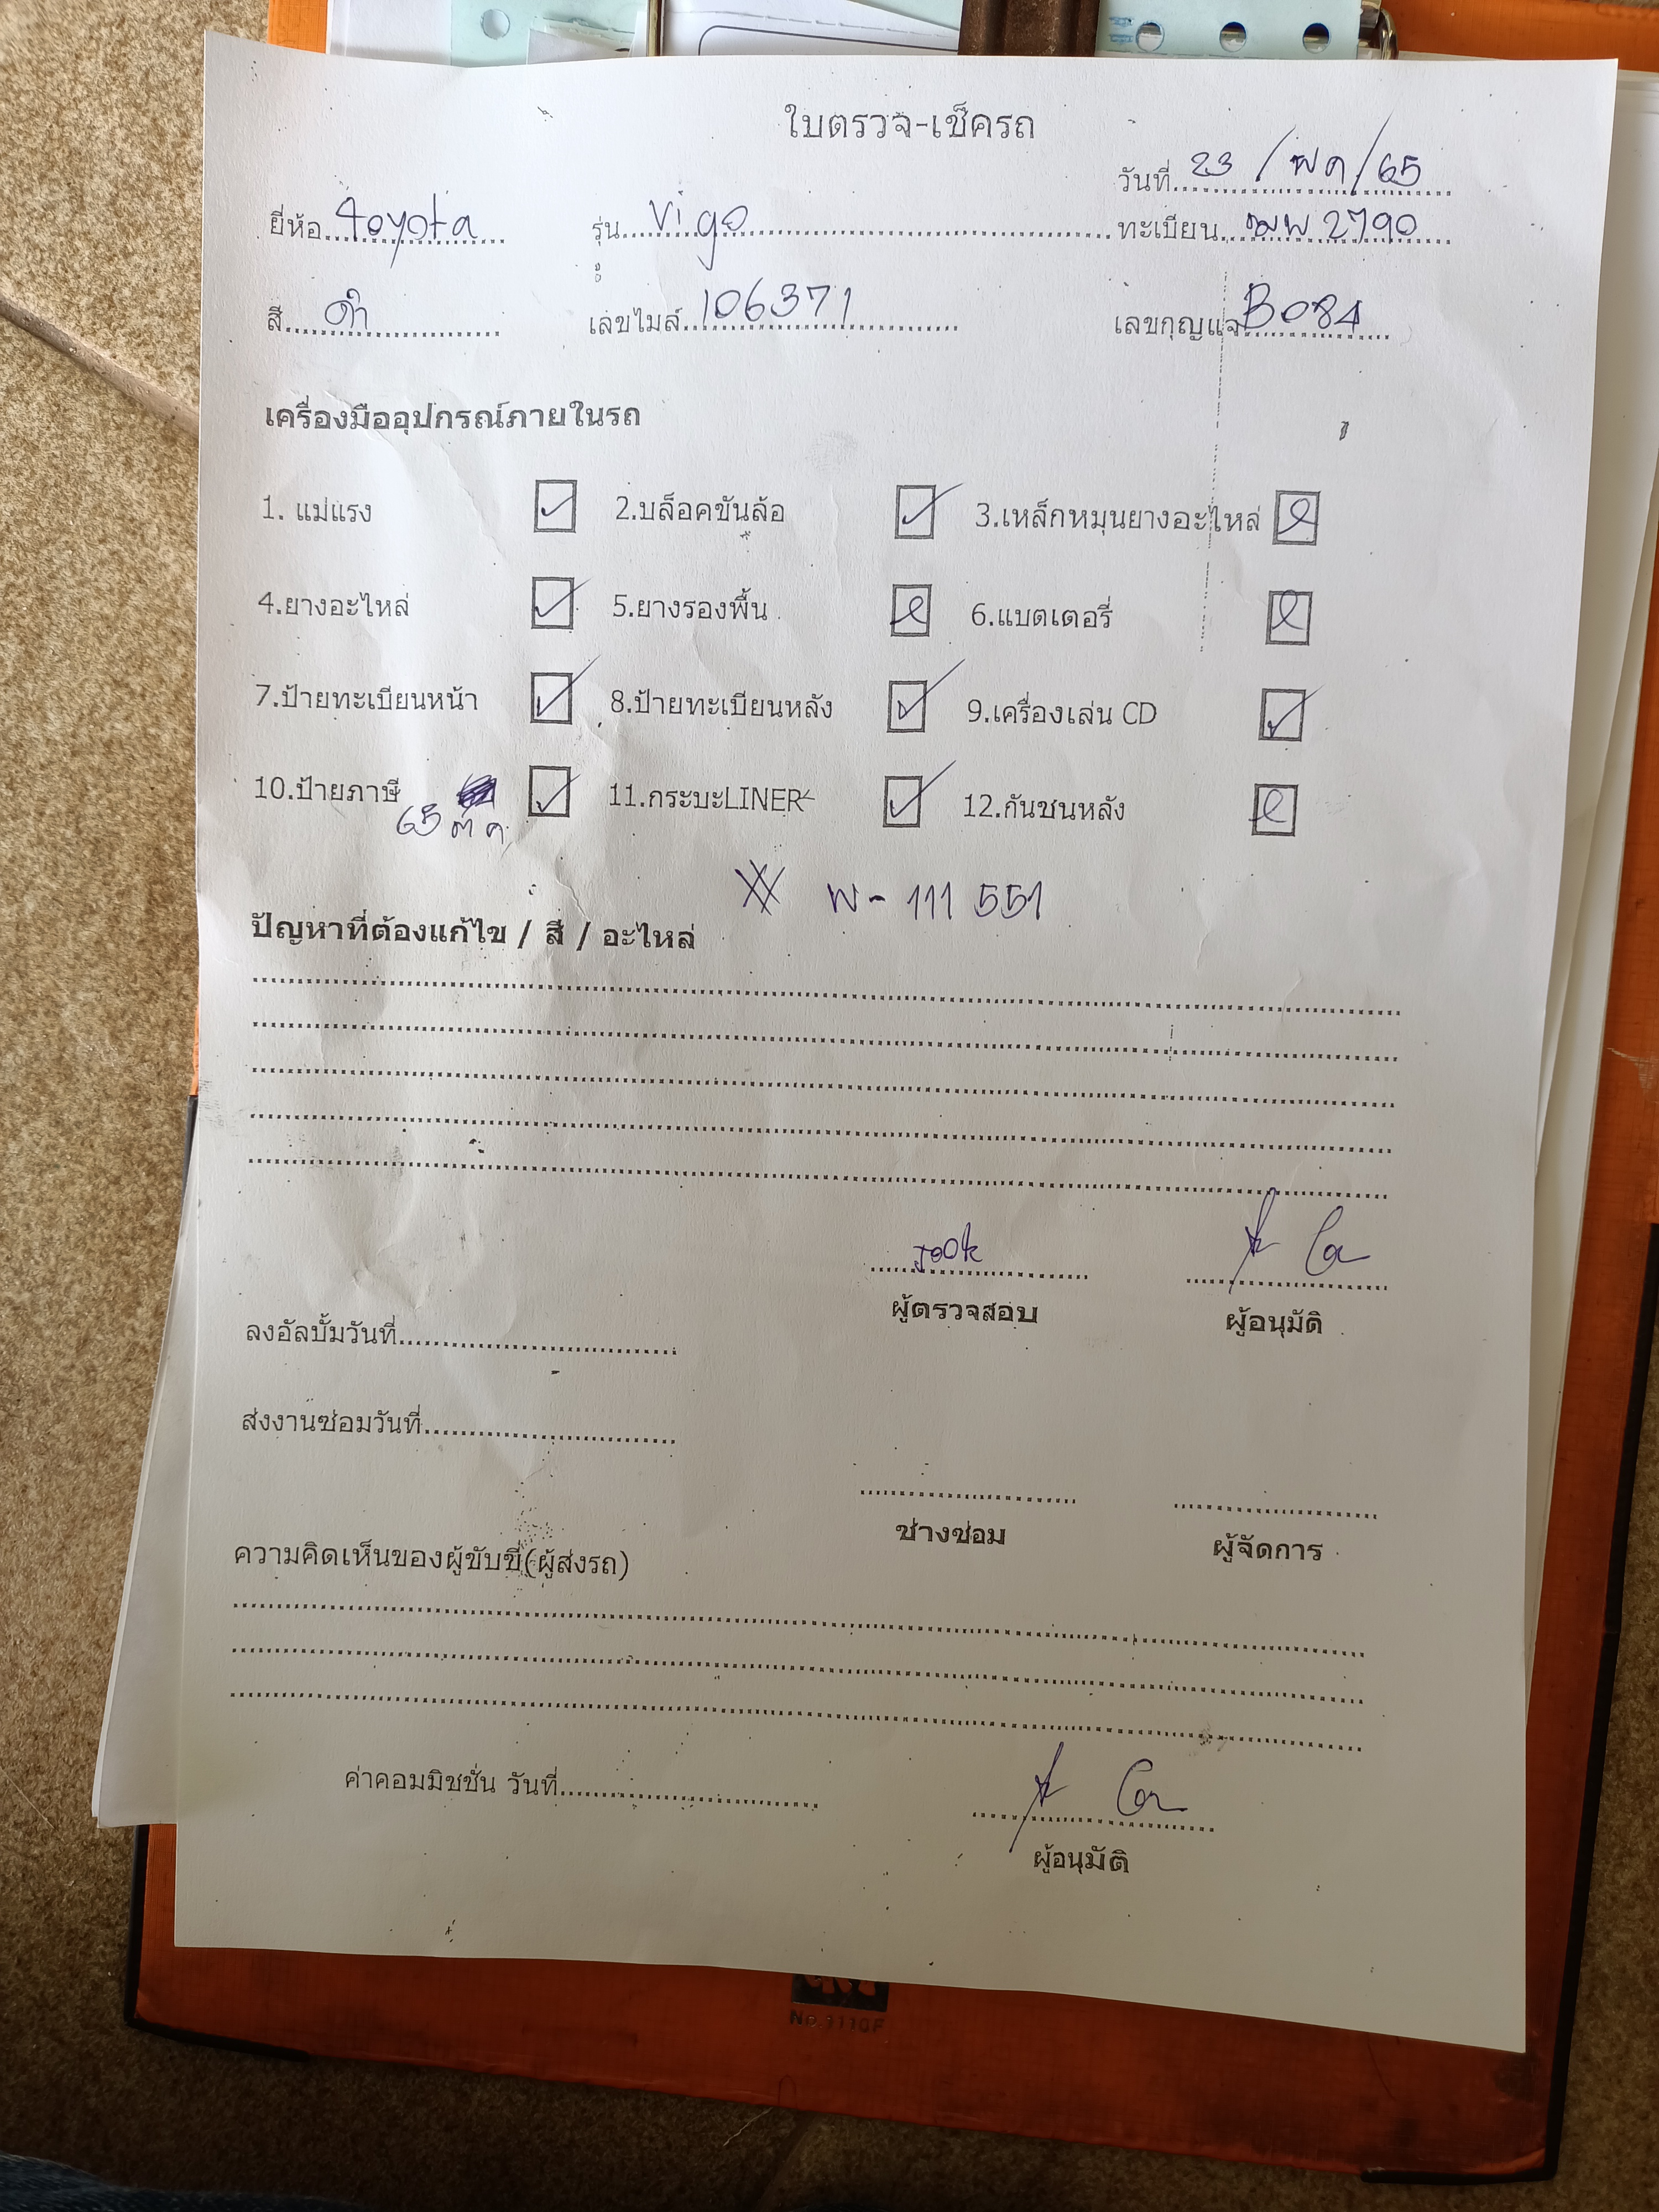 ใบตรวจ-เช็ครถ
วันที่ 23 / พค / 65
ยี่ห้อ toyota รุ่น vigo ทะเบียน 2790
สี ดำ เลขไมล์ 106371 เลขกุญแจ B084
เครื่องมืออุปกรณ์ภายในรถ
1. แม่แรง 2.บล็อคขันล้อ 3.เหล็กหมุนยางอะไหล่
4.ยางอะไหล่ 5.ยางรองพื้น 6.แบตเตอรี่
7.ป้ายทะเบียนหน้า 8.ป้ายทะเบียนหลัง 9.เครื่องเล่น CD
10.ป้ายภาษี 11.กระบะLINER 12.กันชนหลัง
65 ตค
พ- 111 551
ปัญหาที่ต้องแก้ไข / สี / อะไหล่
ผู้ตรวจสอบ ผู้อนุมัติ
ลงอัลบั้มวันที่
ส่งงานซ่อมวันที่
ช่างซ่อม ผู้จัดการ
ความคิดเห็นของผู้ขับขี่(ผู้ส่งรถ)
ค่าคอมมิชชั่น วันที่
ผู้อนุมัติ
No.1110F